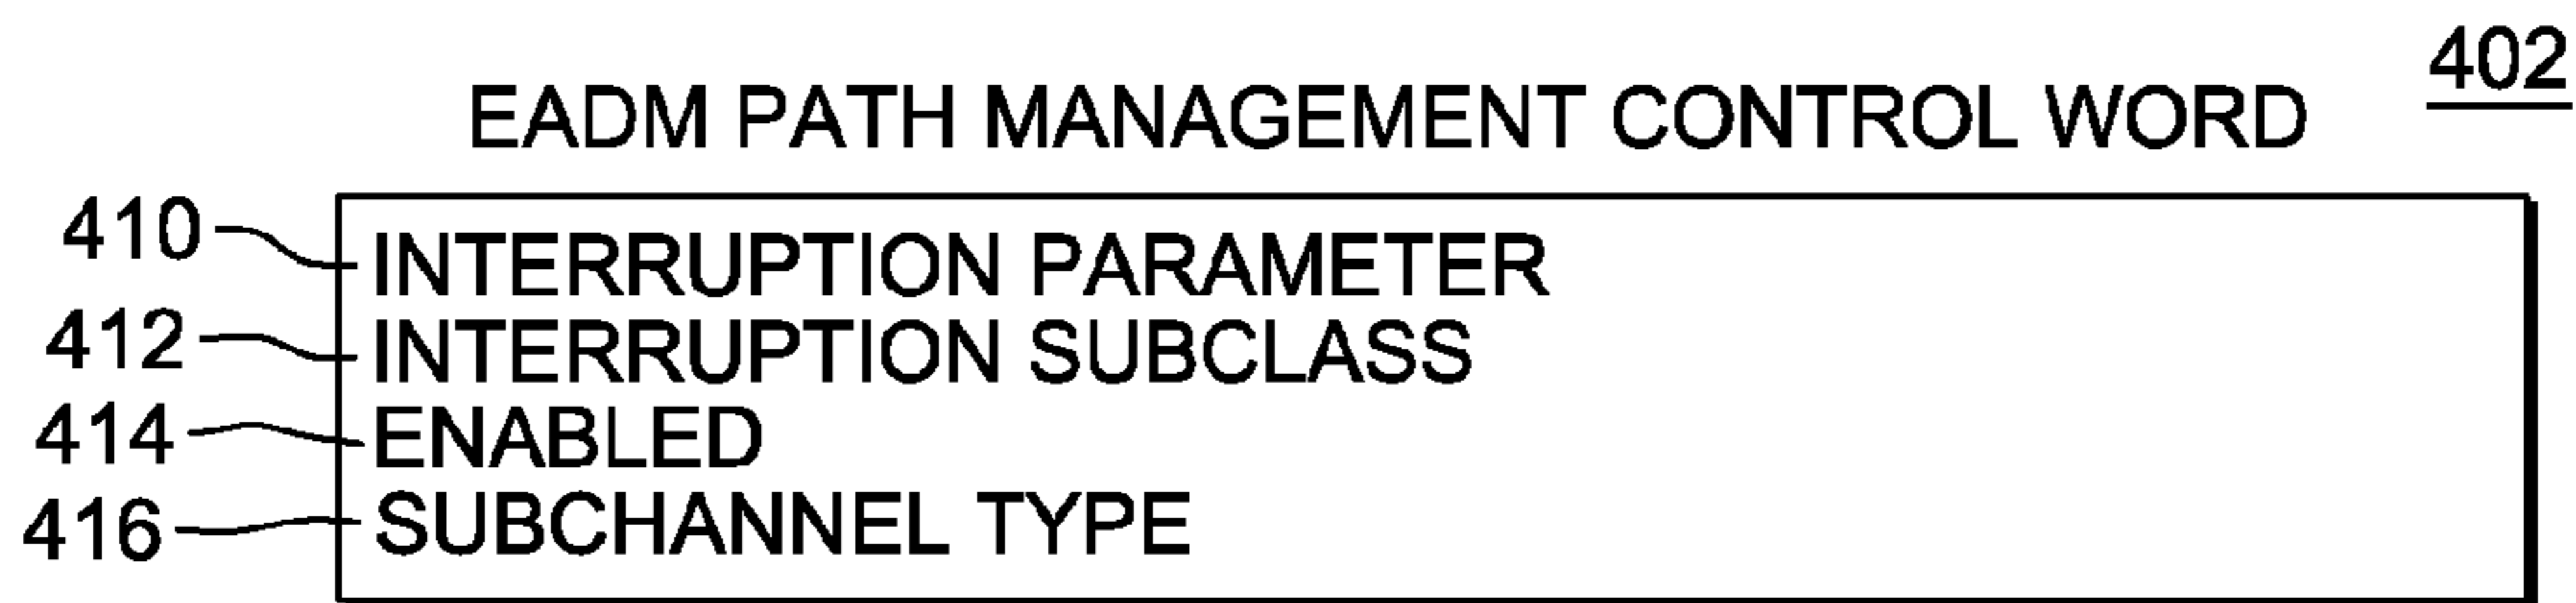 402
EADM PATH MANAGEMENT CONTROL WORD
410 INTERRUPTION PARAMETER
412 INTERRUPTION SUBCLASS
414 ENABLED
416 SUBCHANNEL TYPE